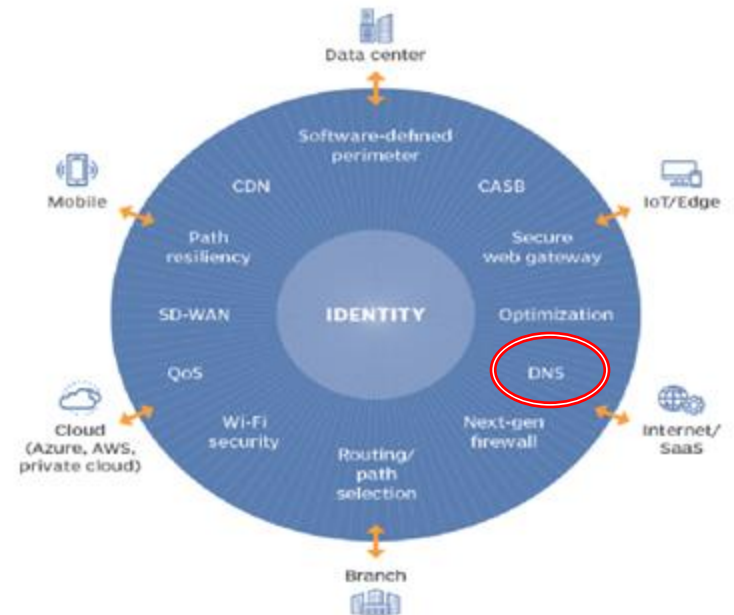 Data center
Software-defined
perimeter
CDN
CASB
Mobile
IoT/Edge
Path
resiliency
Secure
web gateway
SD-WAN
IDENTITY
Optimization
QoS
DNS
Cloud
(Azure, AWS,
private cloud)
Wi-Fi
security
Next-gen
firewall
Internet/
SaaS
Routing/
path
selection
Branch